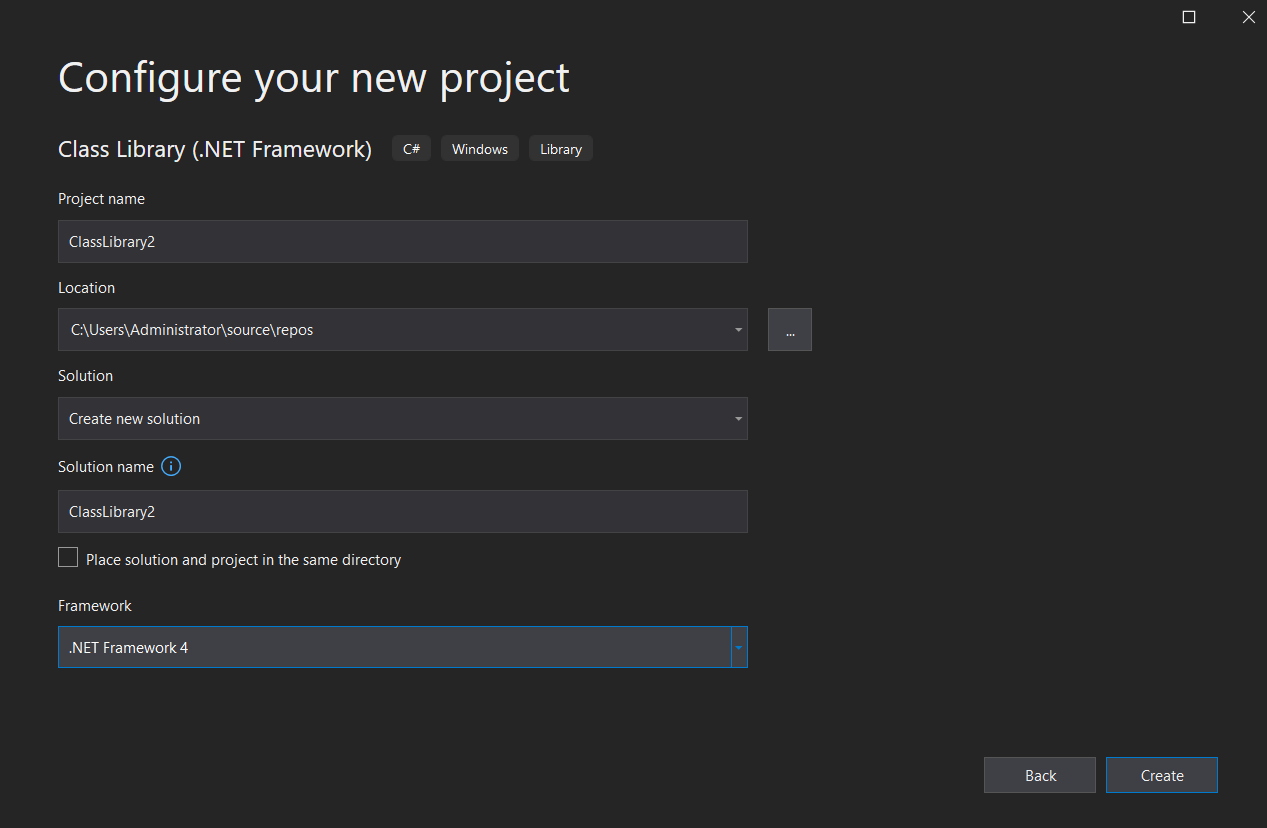 Configure your new project
Class Library (.NET Framework) C# Windows Library
Project name
ClassLibrary2
Location
C:\Users\Administrator\source\repos
...
Solution
Create new solution
Solution name
ClassLibrary2
Place solution and project in the same directory
Framework
.NET Framework 4
Back Create